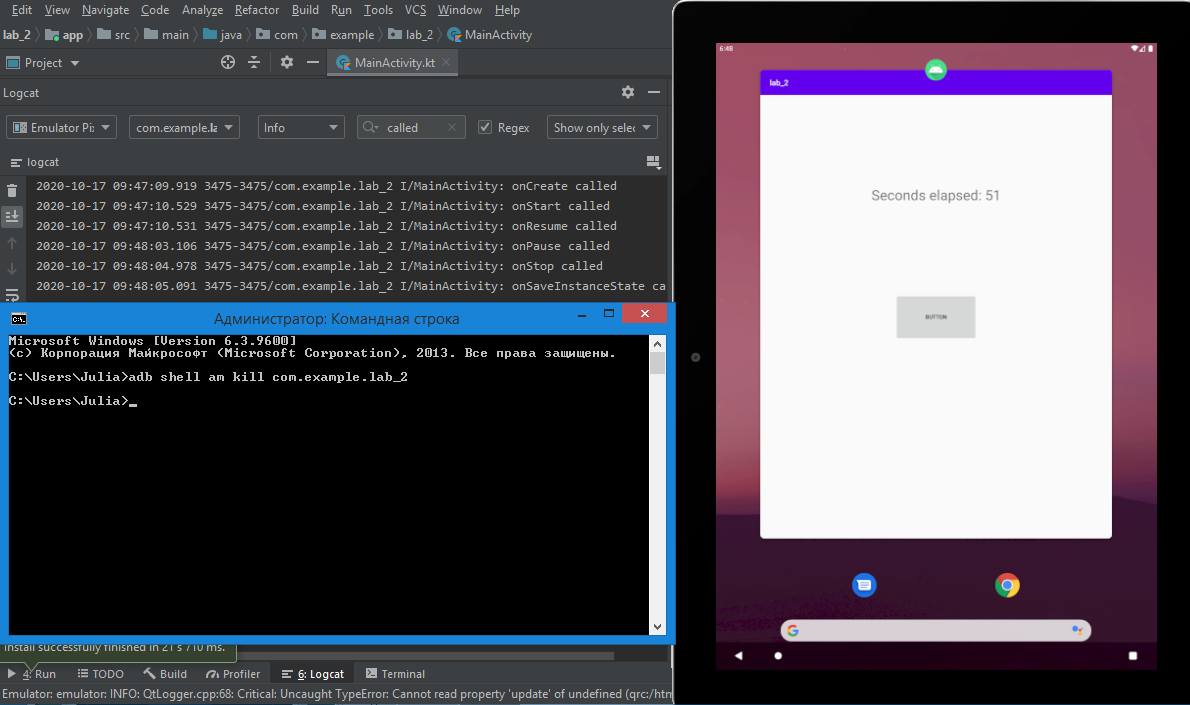 Edit View Navigate Code Analyze Refactor Build Run Tools VCS Window Help
lab_2 app src main java com example lab_2 MainActivity
Project MainActivity.kt
Logcat
Emulator Pi com.example.la Info called Regex Show only selec
logcat
2020-10-17 09:47:09.919 3475-3475/com.example.lab_2 I/MainActivity: onCreate called
2020-10-17 09:47:10.529 3475-3475/com.example.lab_2 I/MainActivity: onStart called
2020-10-17 09:47:10.531 3475-3475/com.example.lab_2 I/MainActivity: onResume called
2020-10-17 09:48:03.106 3475-3475/com.example.lab_2 I/MainActivity: onPause called
2020-10-17 09:48:04.978 3475-3475/com.example.lab_2 I/MainActivity: onStop called
2020-10-17 09:48:05.091 3475-3475/com.example.lab_2 I/MainActivity: onSaveInstanceState ca
C:\.
Администратор: Командная строка
Microsoft Windows [Version 6.3.9600]
(c) Корпорация Майкрософт (Microsoft Corporation), 2013. Все права защищены.
C:\Users\Julia>adb shell am kill com.example.lab_2
C:\Users\Julia>_
Install successfully finished in 21 s 710 ms.
4: Run TODO Build Profiler 6: Logcat Terminal
Emulator: emulator: INFO: QtLogger.cpp:68: Critical: Uncaught TypeError: Cannot read property 'update' of undefined (qrc:/htm
6:48
lab_2
Seconds elapsed: 51
BUTTON